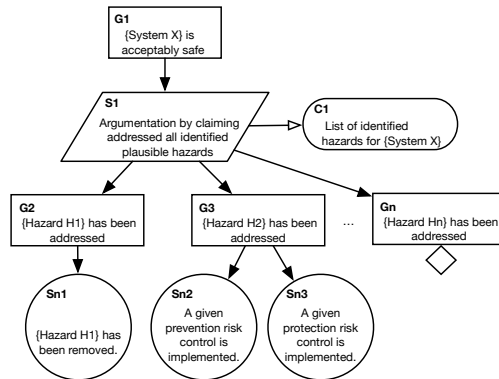 G1
{System X} is
acceptably safe
S1
Argumentation by claiming
addressed all identified
plausible hazards
C1
List of identified
hazards for {System X}
G2
{Hazard H1} has been
addressed
G3
{Hazard H2} has been
addressed
...
Gn
{Hazard Hn} has been
addressed
Sn1
{Hazard H1} has
been removed.
Sn2
A given
prevention risk
control is
implemented.
Sn3
A given
protection risk
control is
implemented.